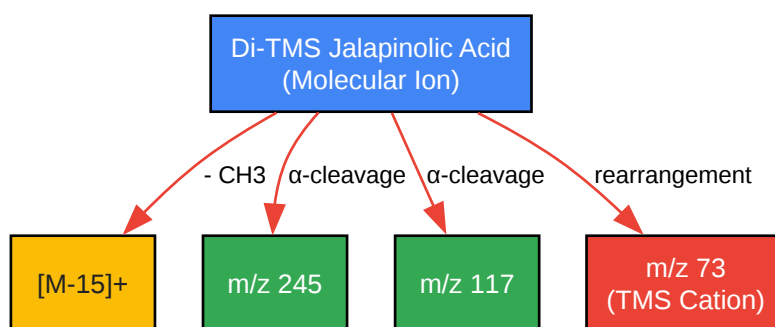 Di-TMS Jalapinolic Acid
(Molecular Ion)
- CH3
α-cleavage
α-cleavage
rearrangement
[M-15]+
m/z 245
m/z 117
m/z 73
(TMS Cation)